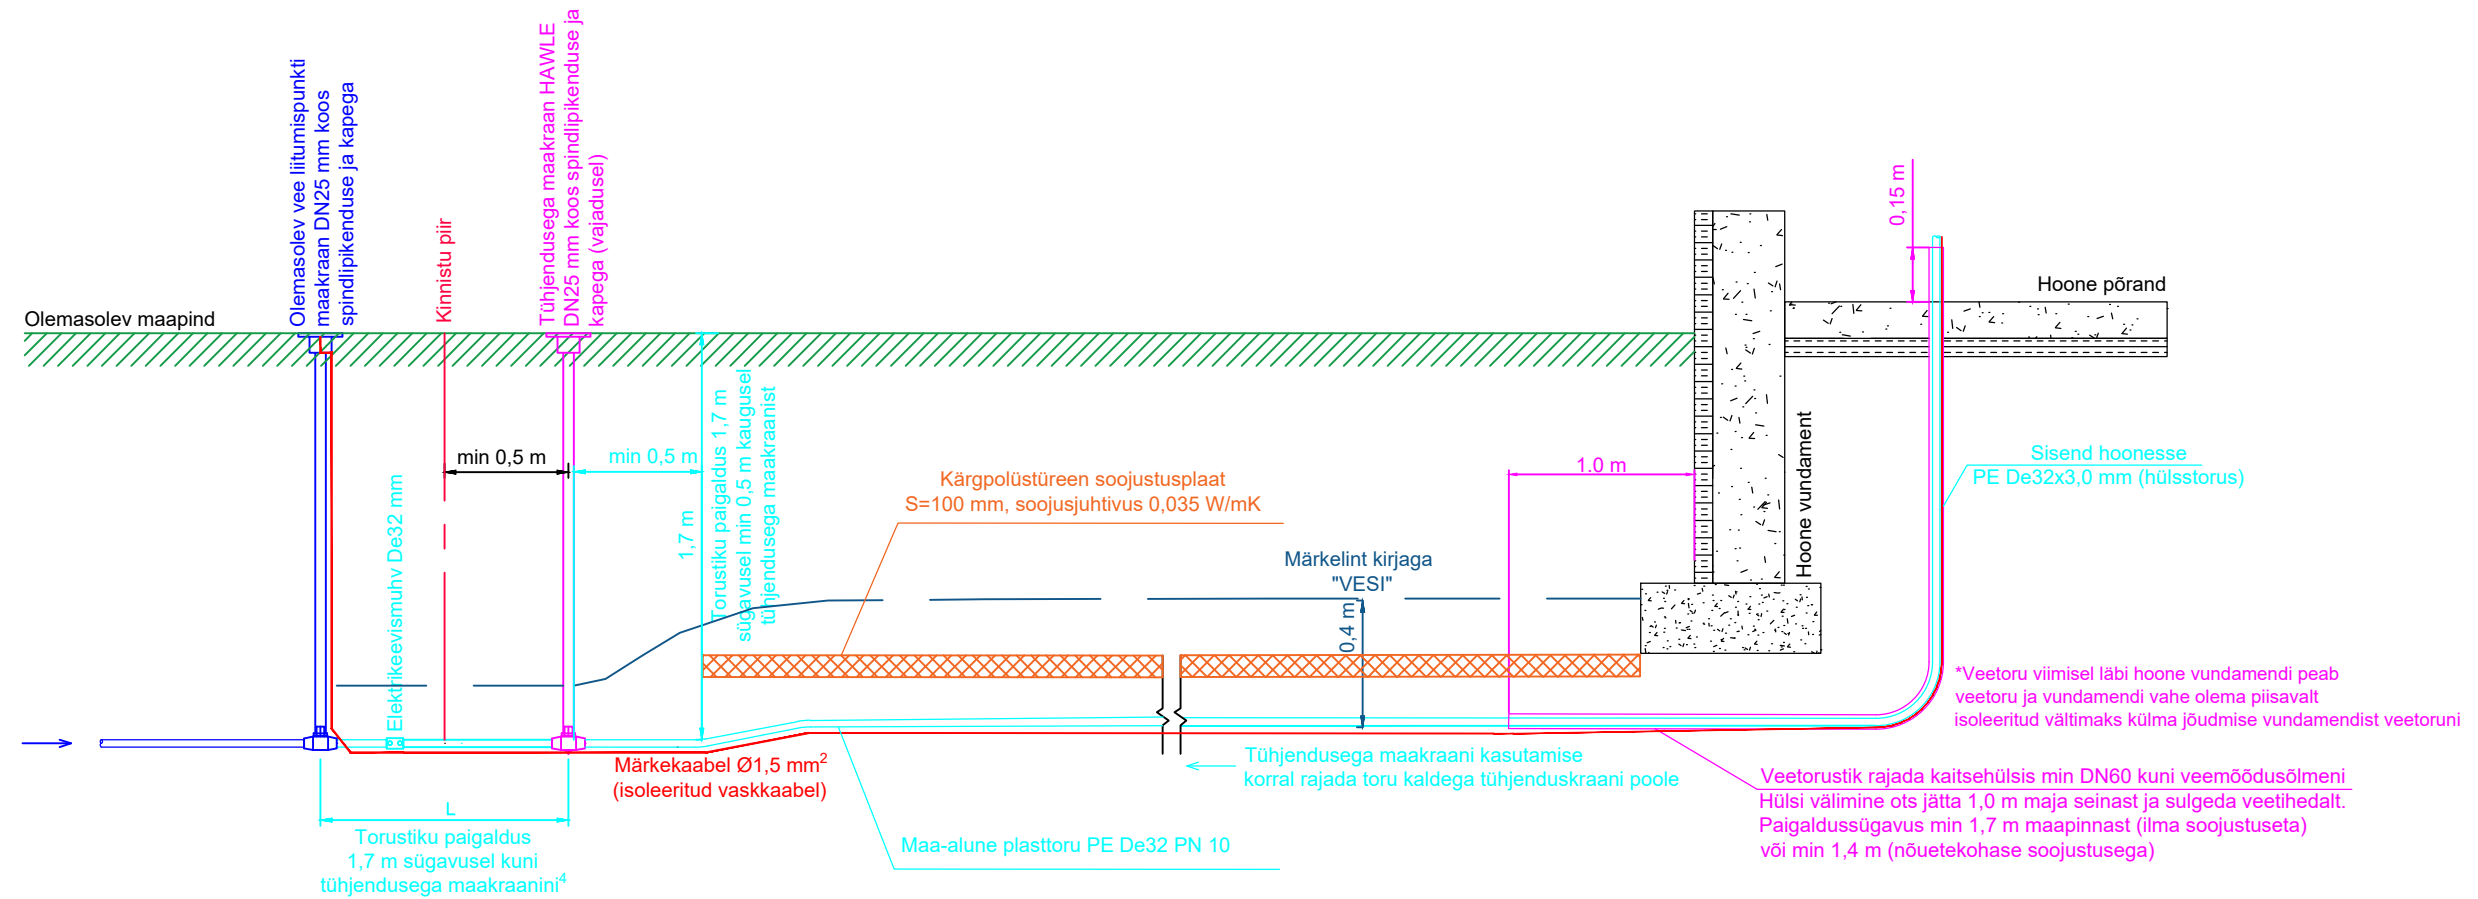 Olemasolev vee liitumispunkti
maakraan DN25 mm koos
spindlipikenduse ja kapega
Kinnistu piir
Tühjendusega maakraan HAWLE
DN25 mm koos spindlipikenduse ja
kapega (vajadusel)
Olemasolev maapind
0,15 m
Hoone põrand
min 0,5 m
min 0,5 m
1,7 m
Torustiku paigaldus 1,7 m
sügavusel min 0,5 m kaugusel
tühjendusega maakraanist
Elektrikeevismuhv De32 mm
Kärgpolüstüreen soojustusplaat
S=100 mm, soojusjuhtivus 0,035 W/mK
1.0 m
Hoone vundament
Sisend hoonesse
PE De32x3,0 mm (hülsstorus)
Märkelint kirjaga
"VESI"
0,4 m
*Veetoru viimisel läbi hoone vundamendi peab
veetoru ja vundamendi vahe olema piisavalt
isoleeritud vältimaks külma jõudmise vundamendist veetoruni
Märkekaabel Ø1,5 mm²
(isoleeritud vaskkaabel)
Tühjendusega maakraani kasutamise
korral rajada toru kaldega tühjenduskraani poole
Veetorustik rajada kaitsehülsis min DN60 kuni veemõõdusõlmeni
Hülsi välimine ots jätta 1,0 m maja seinast ja sulgeda veetihedalt.
Paigaldussügavus min 1,7 m maapinnast (ilma soojustuseta)
või min 1,4 m (nõuetekohase soojustusega)
L
Torustiku paigaldus
1,7 m sügavusel kuni
tühjendusega maakraanini⁴
Maa-alune plasttoru PE De32 PN 10